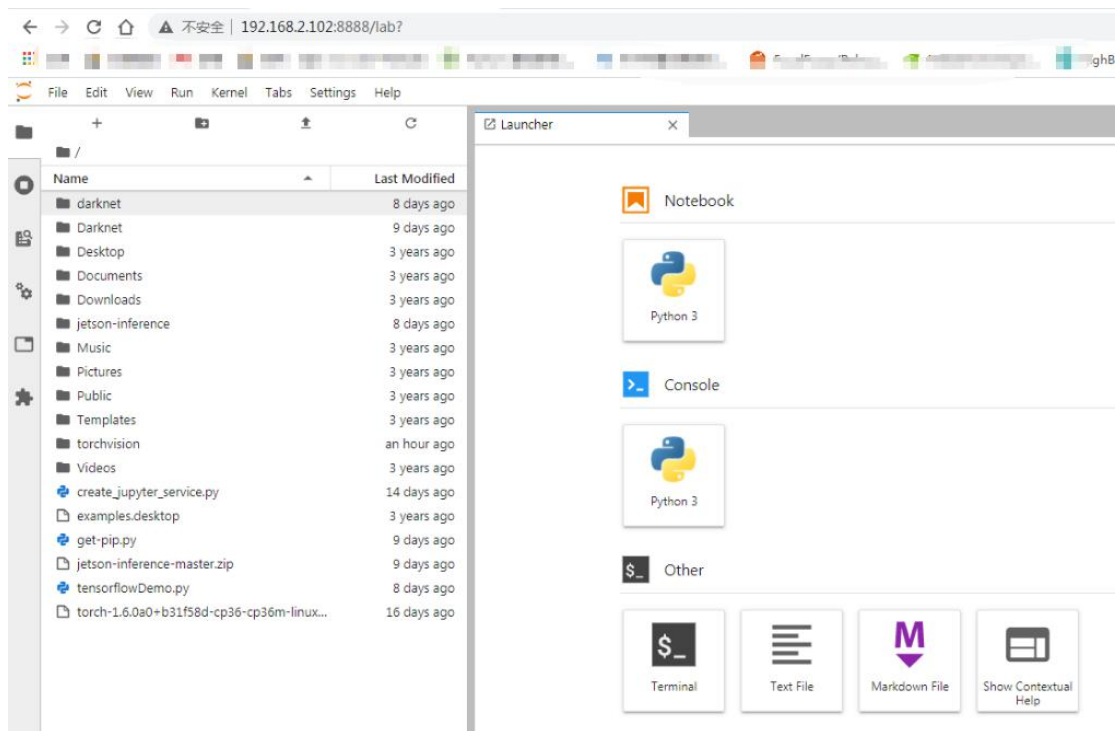 不安全 | 192.168.2.102:8888/lab?
File Edit View Run Kernel Tabs Settings Help
Launcher
/
Name Last Modified
darknet 8 days ago
Darknet 9 days ago
Desktop 3 years ago
Documents 3 years ago
Downloads 3 years ago
jetson-inference 8 days ago
Music 3 years ago
Pictures 3 years ago
Public 3 years ago
Templates 3 years ago
torchvision an hour ago
Videos 3 years ago
create_jupyter_service.py 14 days ago
examples.desktop 3 years ago
get-pip.py 9 days ago
jetson-inference-master.zip 9 days ago
tensorflowDemo.py 8 days ago
torch-1.6.0a0+b31f58d-cp36-cp36m-linux... 16 days ago
Notebook
Python 3
Console
Python 3
$_ Other
$_
Terminal
Text File
M
Markdown File
Show Contextual
Help